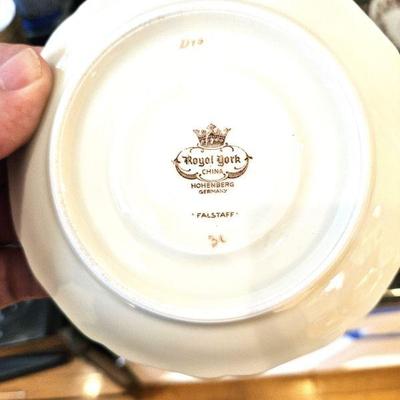 Royal York
CHINA
HOHENBERG
GERMANY
· FALSTAFF ·